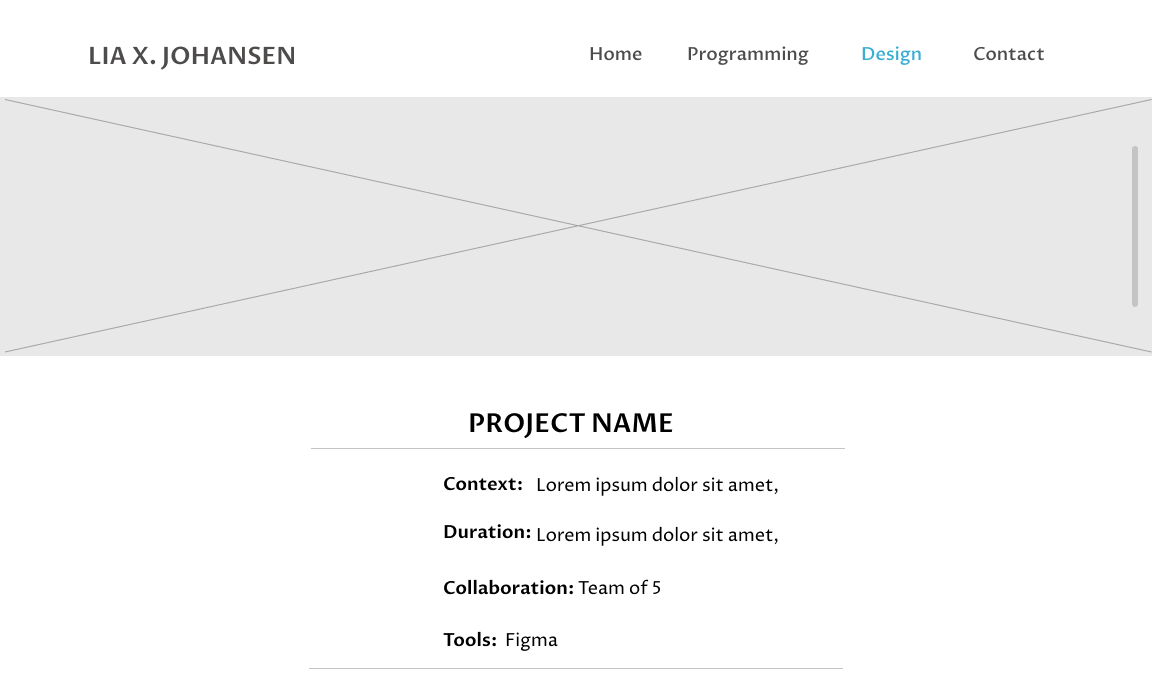 LIA X. JOHANSEN
Home Programming Design Contact
PROJECT NAME
Context: Lorem ipsum dolor sit amet,
Duration: Lorem ipsum dolor sit amet,
Collaboration: Team of 5
Tools: Figma